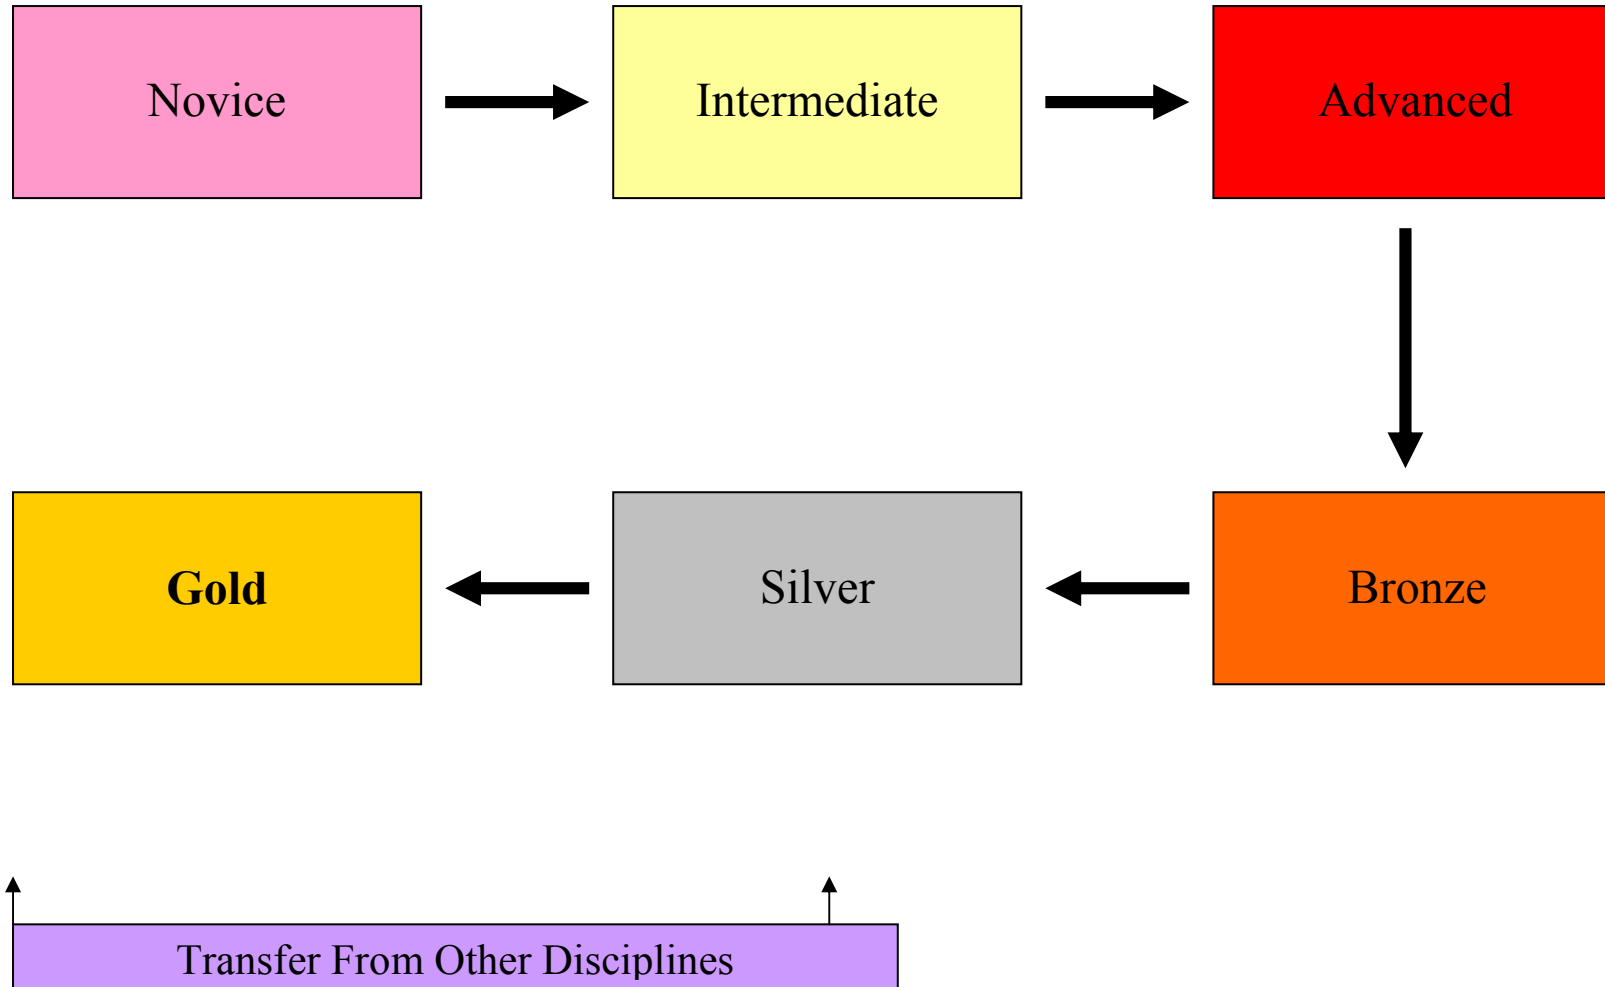 Novice
Intermediate
Advanced
Gold
Silver
Bronze
Transfer From Other Disciplines